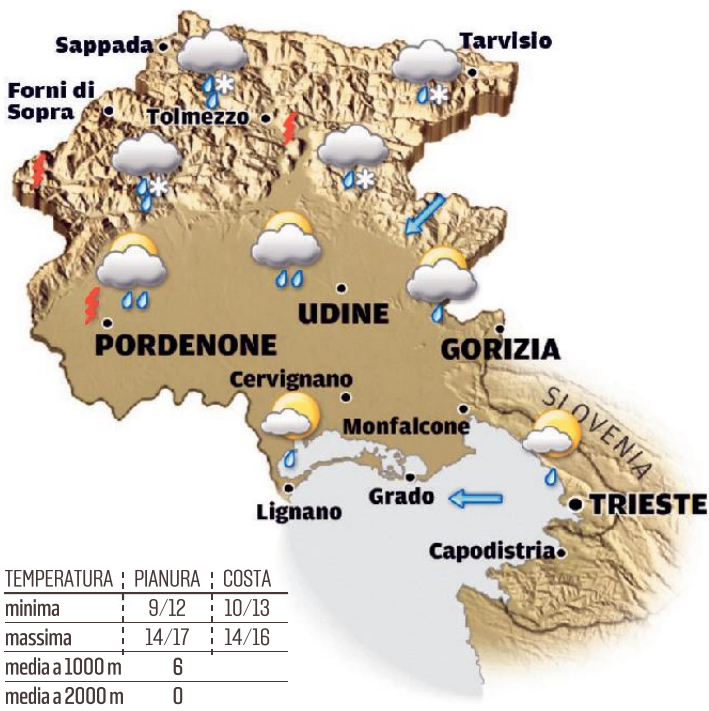 Sappada
Tarvisio
Forni di
Sopra
Tolmezzo
UDINE
PORDENONE
GORIZIA
Cervignano
SLOVENIA
Monfalcone
Lignano
Grado
TRIESTE
Capodistria
TEMPERATURA PIANURA COSTA
minima 9/12 10/13
massima 14/17 14/16
media a 1000 m 6
media a 2000 m 0